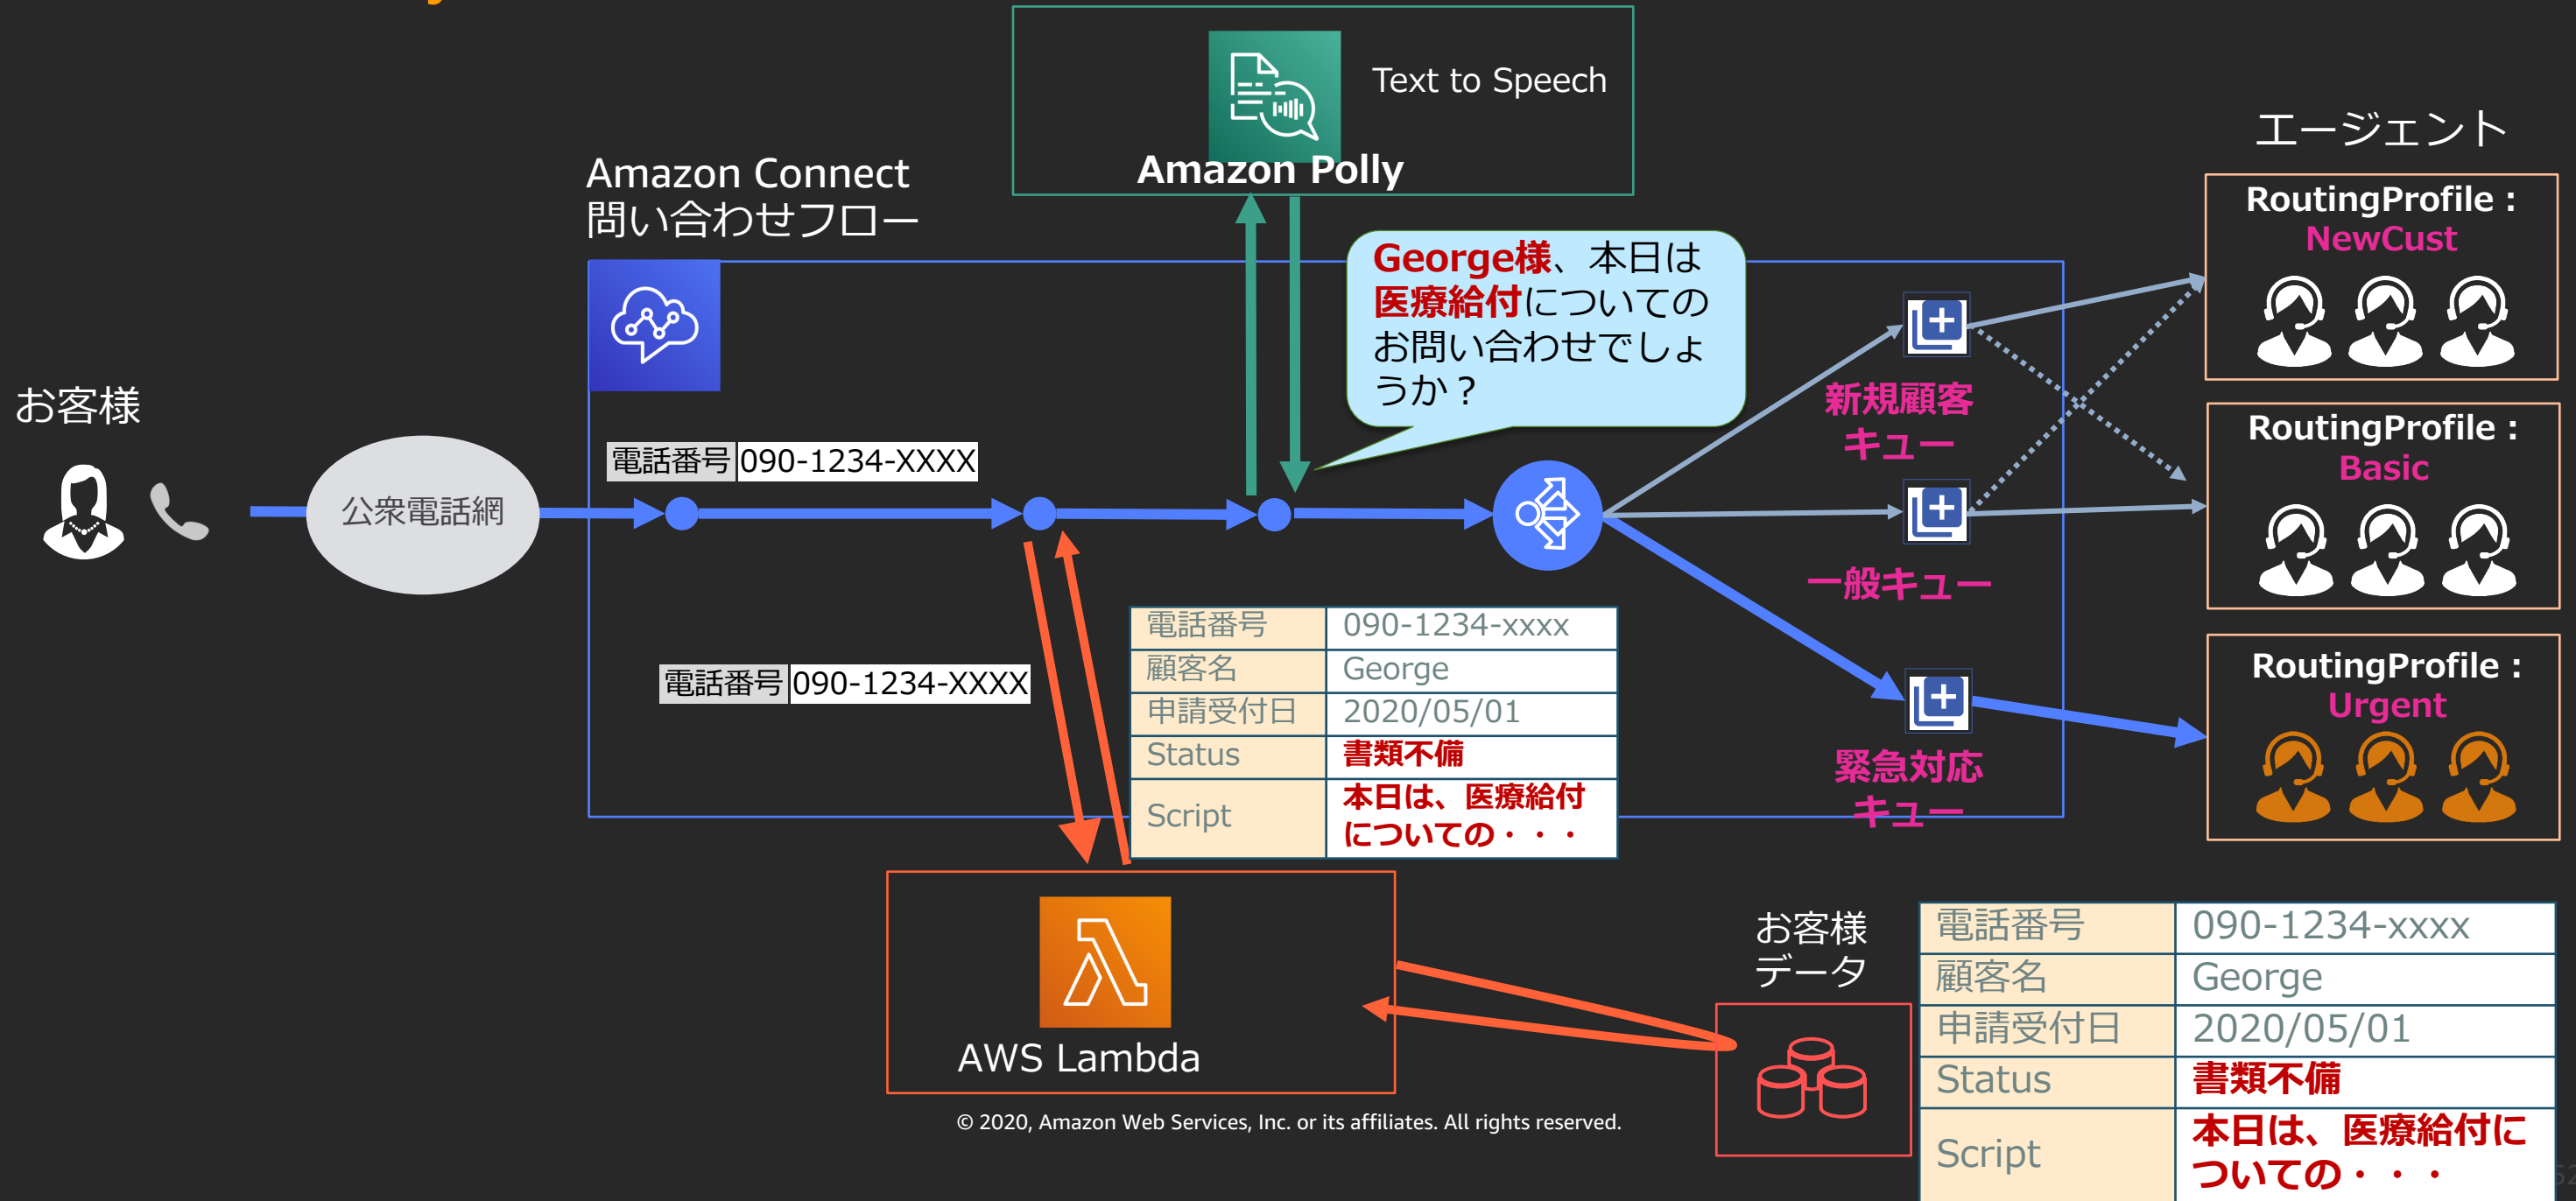 Text to Speech
Amazon Polly
エージェント
Amazon Connect
問い合わせフロー
RoutingProfile：
NewCust
George様、本日は
医療給付についての
お問い合わせでしょ
うか？
お客様
公衆電話網
電話番号 090-1234-XXXX
新規顧客
キュー
RoutingProfile：
Basic
一般キュー
電話番号 090-1234-XXXX
電話番号 090-1234-xxxx
顧客名 George
申請受付日 2020/05/01
Status 書類不備
Script 本日は、医療給付
についての・・・
緊急対応
キュー
RoutingProfile：
Urgent
AWS Lambda
お客様
データ
電話番号 090-1234-xxxx
顧客名 George
申請受付日 2020/05/01
Status 書類不備
Script 本日は、医療給付に
ついての・・・
© 2020, Amazon Web Services, Inc. or its affiliates. All rights reserved.